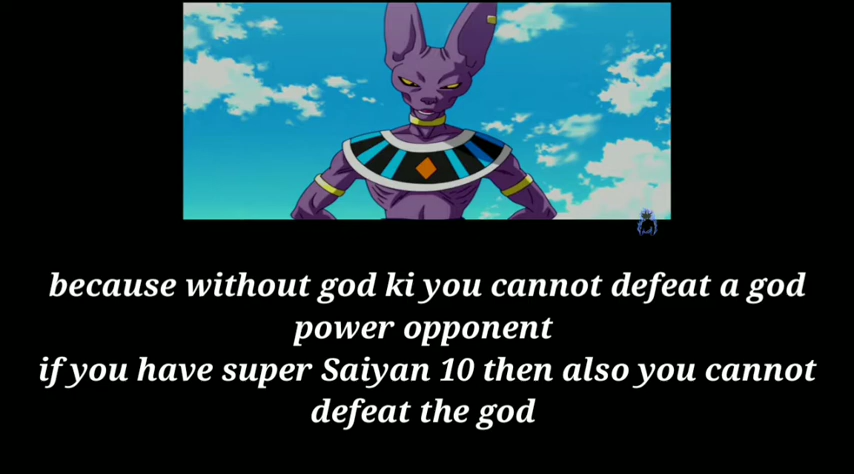 because without god ki you cannot defeat a god
power opponent
if you have super Saiyan 10 then also you cannot
defeat the god